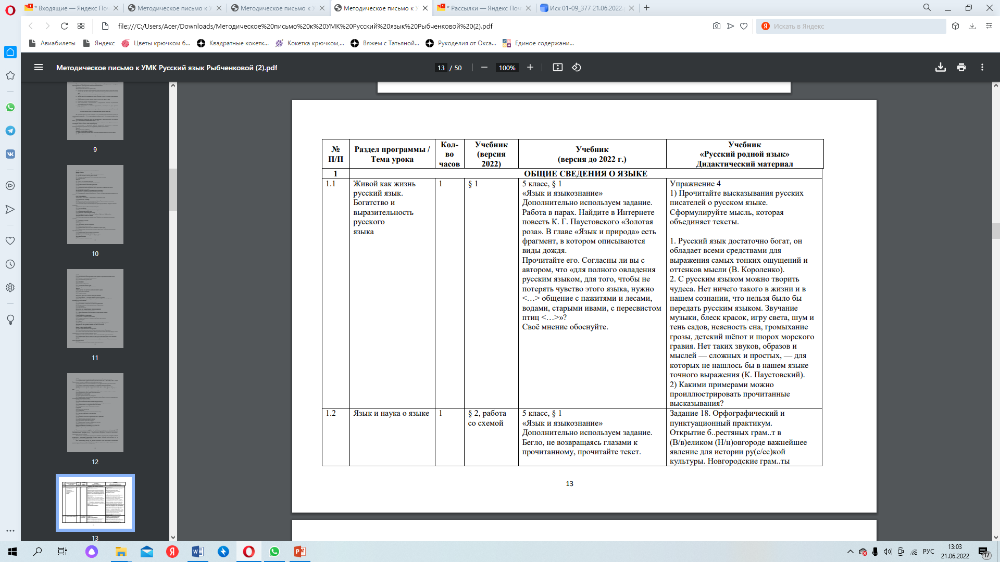 * Входящие — Яндекс По
Методическое письмо к У
Методическое письмо к У
Методическое письмо к У
* Рассылки — Яндекс Поч
Исх 01-09_377 21.06.2022.
file:///C:/Users/Acer/Downloads/Методическое%20письмо%20к%20УМК%20Русский%20язык%20Рыбченковой%20(2).pdf
Искать в Яндекс
Авиабилеты
Яндекс
Цветы крючком б...
Квадратные кокетк...
Кокетка крючком,...
Вяжем с Татьяной...
Рукоделия от Окса...
Единое содержани...
Методическое письмо к УМК Русский язык Рыбченковой (2).pdf
13 / 50
100%
9
10
11
12
13
№
П/П
Раздел программы /
Тема урока
Кол-
во
часов
Учебник
(версия
2022)
Учебник
(версия до 2022 г.)
Учебник
«Русский родной язык»
Дидактический материал
1
ОБЩИЕ СВЕДЕНИЯ О ЯЗЫКЕ
1.1
Живой как жизнь
русский язык.
Богатство и
выразительность
русского
языка
1
§ 1
5 класс, § 1
«Язык и языкознание»
Дополнительно используем задание.
Работа в парах. Найдите в Интернете
повесть К. Г. Паустовского «Золотая
роза». В главе «Язык и природа» есть
фрагмент, в котором описываются
виды дождя.
Прочитайте его. Согласны ли вы с
автором, что «для полного овладения
русским языком, для того, чтобы не
потерять чувство этого языка, нужно
<…> общение с пажитями и лесами,
водами, старыми ивами, с пересвистом
птиц <…>»?
Своё мнение обоснуйте.
Упражнение 4
1) Прочитайте высказывания русских
писателей о русском языке.
Сформулируйте мысль, которая
объединяет тексты.
1. Русский язык достаточно богат, он
обладает всеми средствами для
выражения самых тонких ощущений и
оттенков мысли (В. Короленко).
2. С русским языком можно творить
чудеса. Нет ничего такого в жизни и в
нашем сознании, что нельзя было бы
передать русским языком. Звучание
музыки, блеск красок, игру света, шум и
тень садов, неясность сна, громыхание
грозы, детский шёпот и шорох морского
гравия. Нет таких звуков, образов и
мыслей — сложных и простых, — для
которых не нашлось бы в нашем языке
точного выражения (К. Паустовский).
2) Какими примерами можно
проиллюстрировать прочитанные
высказывания?
1.2
Язык и наука о языке
1
§ 2, работа
со схемой
5 класс, § 1
«Язык и языкознание»
Дополнительно используем задание.
Бегло, не возвращаясь глазами к
прочитанному, прочитайте текст.
Задание 18. Орфографический и
пунктуационный практикум.
Открытие б..рестяных грам..т в
(В/в)еликом (Н/н)овгороде важнейшее
явление для истории ру(с/сс)кой
культуры. Новгородские грам..ты
13
РУС
13:03
21.06.2022
17